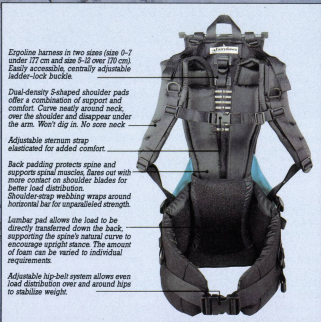 Ergoline harness in two sizes (size 0-7
under 177 cm and size 5-12 over 170 cm).
Easily accessible, centrally adjustable
ladder-lock buckle.
Dual-density S-shaped shoulder pads
offer a combination of support and
comfort. Curve neatly around neck,
over the shoulder and disappear under
the arm. Won't dig in. No sore neck
Adjustable sternum strap
elasticated for added comfort.
Back padding protects spine and
supports spinal muscles, flares out with
more contact on shoulder blades for
better load distribution.
Shoulder-strap webbing wraps around
horizontal bar for unparalleled strength.
Lumbar pad allows the load to be
directly transferred down the back,
supporting the spine's natural curve to
encourage upright stance. The amount
of foam can be varied to individual
requirements.
Adjustable hip-belt system allows even
load distribution over and around hips
to stabilize weight.